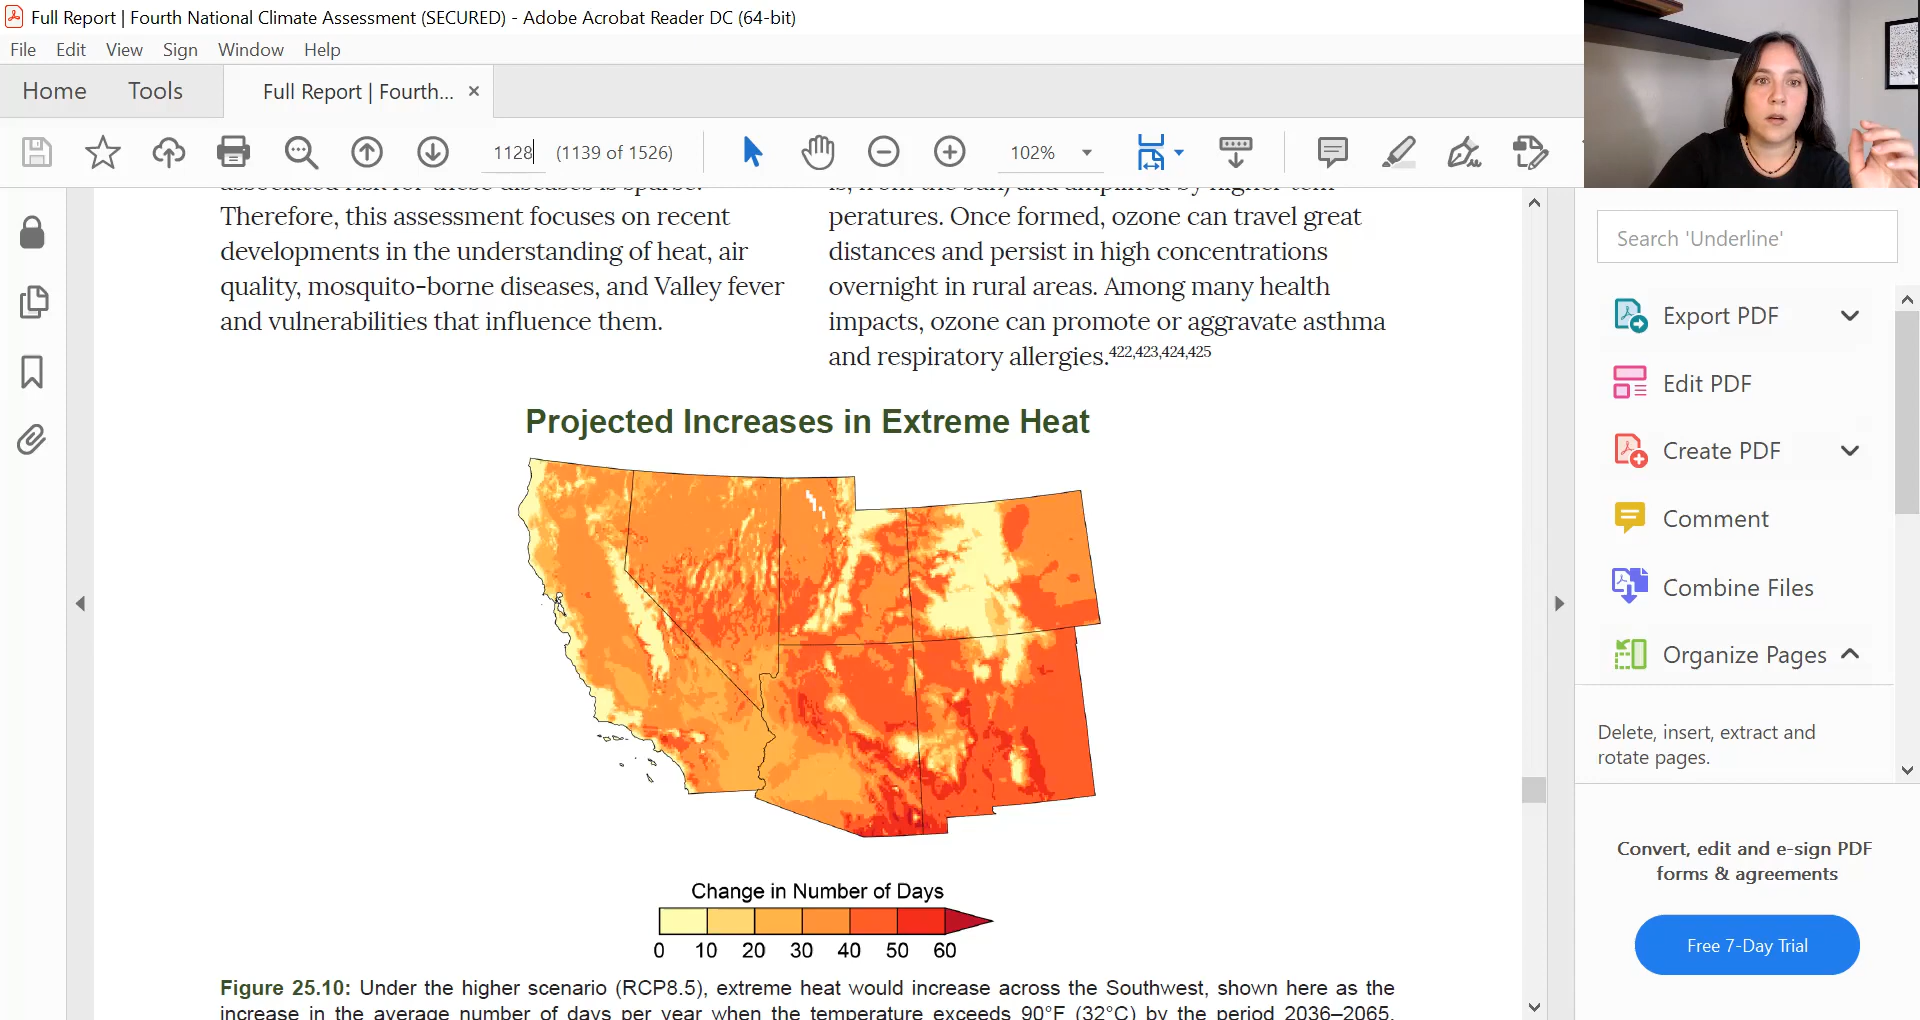 Full Report | Fourth National Climate Assessment (SECURED) - Adobe Acrobat Reader DC (64-bit)
File Edit View Sign Window Help
Home Tools Full Report | Fourth... ×
1128 (1139 of 1526) 102%
Therefore, this assessment focuses on recent
developments in the understanding of heat, air
quality, mosquito-borne diseases, and Valley fever
and vulnerabilities that influence them.
is, from the sun) and amplified by higher tem-
peratures. Once formed, ozone can travel great
distances and persist in high concentrations
overnight in rural areas. Among many health
impacts, ozone can promote or aggravate asthma
and respiratory allergies.422,423,424,425
Projected Increases in Extreme Heat
Change in Number of Days
0 10 20 30 40 50 60
Figure 25.10: Under the higher scenario (RCP8.5), extreme heat would increase across the Southwest, shown here as the
increase in the average number of days per year when the temperature exceeds 90°F (32°C) by the period 2036–2065,
Search 'Underline'
Export PDF
Edit PDF
Create PDF
Comment
Combine Files
Organize Pages
Delete, insert, extract and
rotate pages.
Convert, edit and e-sign PDF
forms & agreements
Free 7-Day Trial